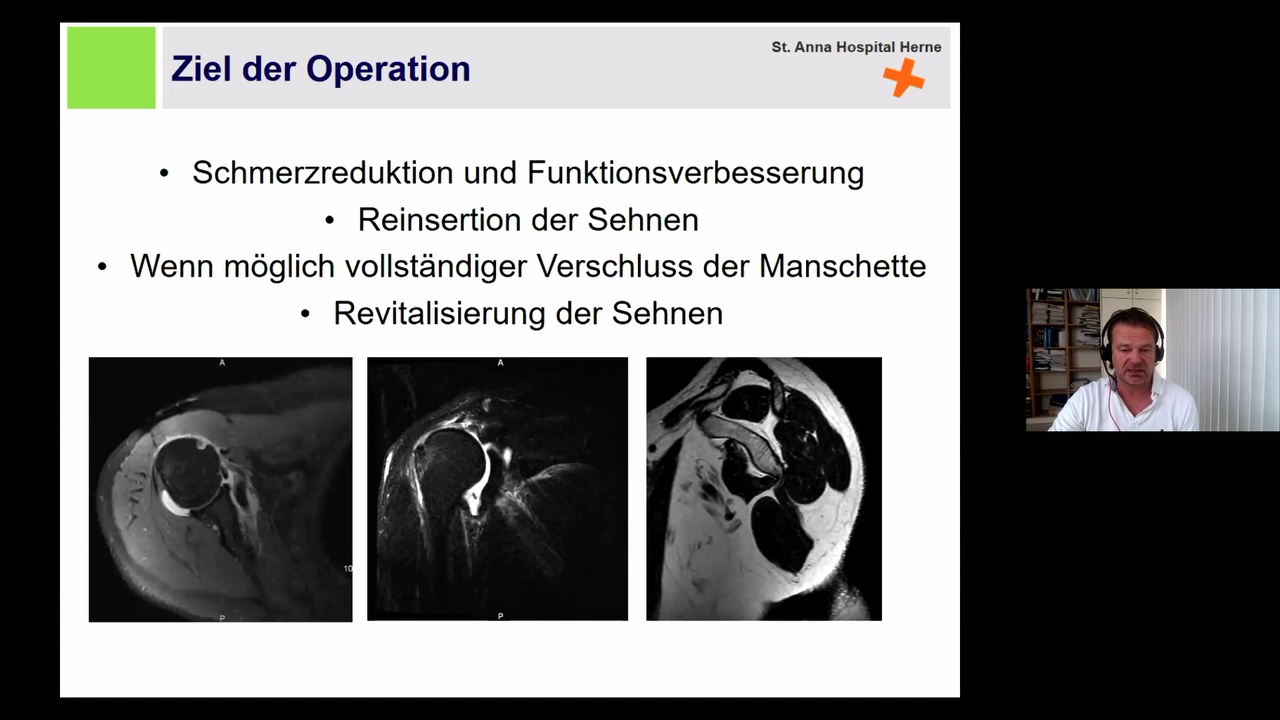 St. Anna Hospital Herne
Ziel der Operation
• Schmerzreduktion und Funktionsverbesserung
• Reinsertion der Sehnen
• Wenn möglich vollständiger Verschluss der Manschette
• Revitalisierung der Sehnen
A
A
10
P
P